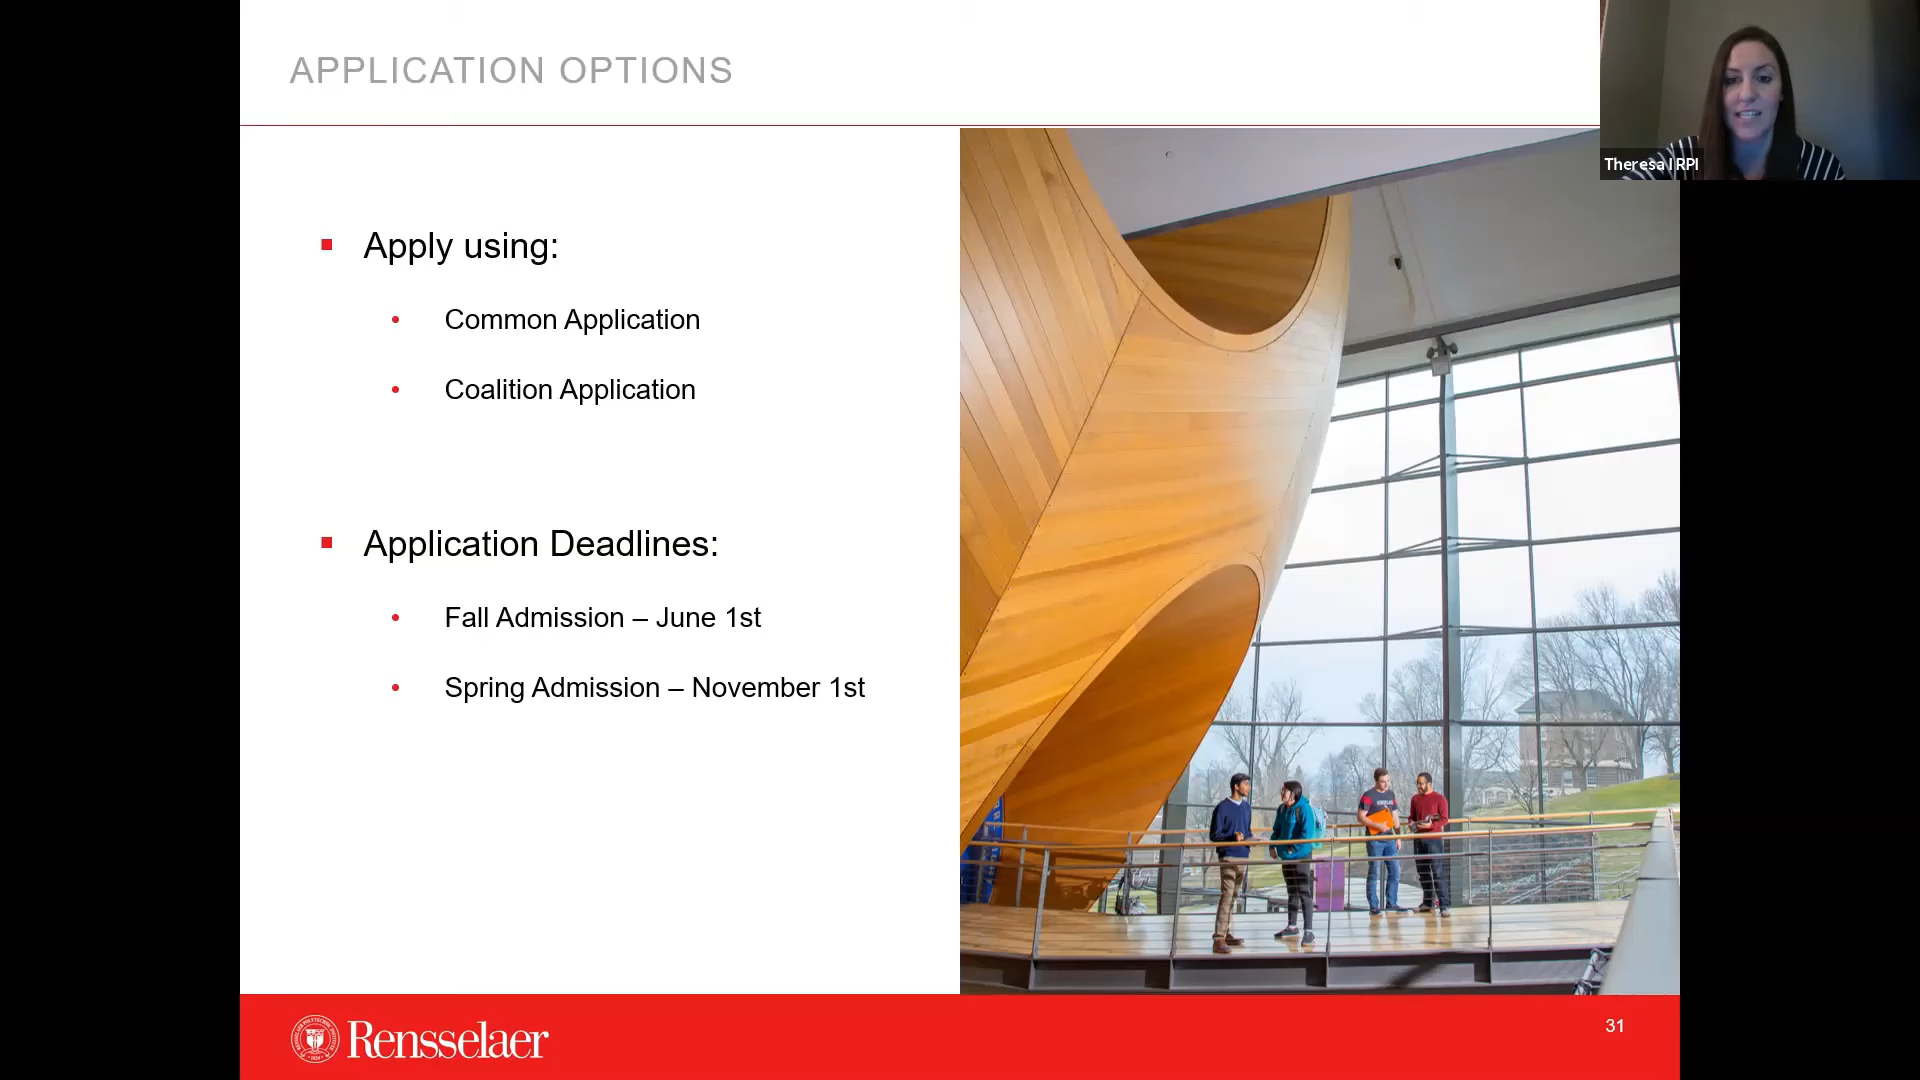 APPLICATION OPTIONS
Theresa | RPI
Apply using:
Common Application
Coalition Application
Application Deadlines:
Fall Admission – June 1st
Spring Admission – November 1st
Rensselaer
31